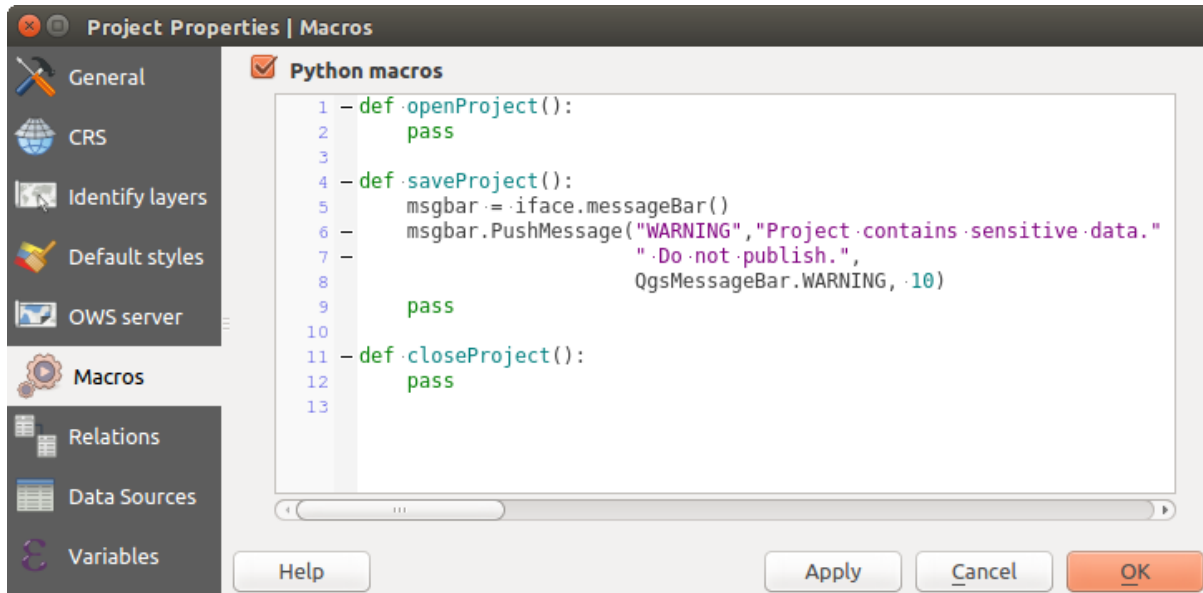 Project Properties | Macros
General
CRS
Identify layers
Default styles
OWS server
Macros
Relations
Data Sources
Variables
Python macros
1 def openProject():
2     pass
3
4 def saveProject():
5     msgbar = iface.messageBar()
6     msgbar.PushMessage("WARNING","Project contains sensitive data."
7                        " Do not publish.",
8                        QgsMessageBar.WARNING, 10)
9     pass
10
11 def closeProject():
12     pass
13
Help
Apply
Cancel
OK